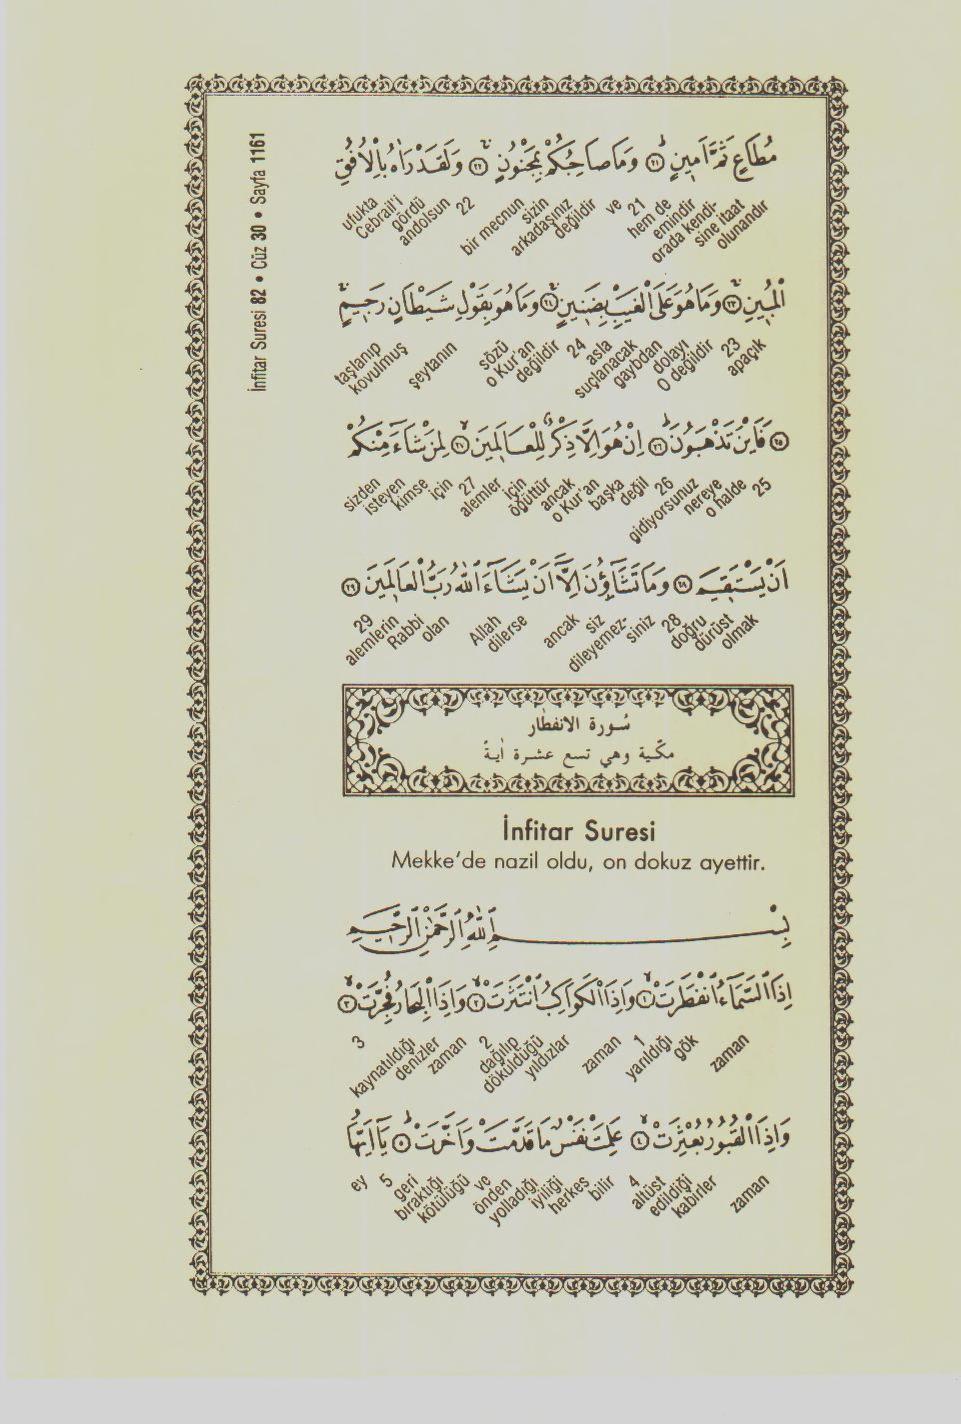 İnfitar Suresi 82 • Cüz 30 • Sayfa 1161
مُطَاعٍ ثَمَّ اَم۪ينٍۜ ﴿٢١﴾ وَمَا صَاحِبُكُمْ بِمَجْنُونٍۚ ﴿٢٢﴾ وَلَقَدْ رَاٰهُ بِالْاُفُقِ
olunandır sine itaat orada kendi- emindir hem de 21 ve değildir arkadaşınız sizin bir mecnun 22 andolsun gördü Cebrail'i ufukta
الْمُب۪ينِۚ ﴿٢٣﴾ وَمَا هُوَ عَلَى الْغَيْبِ بِضَن۪ينٍۚ ﴿٢٤﴾ وَمَا هُوَ بِقَوْلِ شَيْطَانٍ رَج۪يمٍۙ
apaçık 23 O değildir dolayı gaybdan suçlanacak asla 24 değildir o Kur'an sözü şeytanın kovulmuş taşlanıp
﴿٢٥﴾ فَاَيْنَ تَذْهَبُونَۜ ﴿٢٦﴾ اِنْ هُوَ اِلَّا ذِكْرٌ لِلْعَالَم۪ينَۙ ﴿٢٧﴾ لِمَنْ شَٓاءَ مِنْكُمْ
25 o halde nereye gidiyorsunuz 26 değil başka o Kur'an ancak öğüttür için alemler 27 için kimse isteyen sizden
اَنْ يَسْتَق۪يمَ ﴿٢٨﴾ وَمَا تَشَٓاؤُ۫نَ اِلَّٓا اَنْ يَشَٓاءَ اللّٰهُ رَبُّ الْعَالَم۪ينَ ﴿٢٩﴾
olmak dürüst doğru 28 siniz dileyemez- siz ancak dilerse Allah olan Rabbi alemlerin 29
سُورة الانفطار
مكّية وهي تسع عشرة اٰيةً
İnfitar Suresi
Mekke'de nazil oldu, on dokuz ayettir.
بِسْمِ اللّٰهِ الرَّحْمٰنِ الرَّح۪يمِ
اِذَا السَّمَٓاءُ انْفَطَرَتْۙ ﴿١﴾ وَاِذَا الْكَوَاكِبُ انْتَثَرَتْۙ ﴿٢﴾ وَاِذَا الْبِحَارُ فُجِّرَتْۙ ﴿٣﴾
zaman gök yarıldığı 1 zaman yıldızlar döküldüğü dağılıp 2 zaman denizler kaynatıldığı 3
وَاِذَا الْقُبُورُ بُعْثِرَتْۙ ﴿٤﴾ عَلِمَتْ نَفْسٌ مَا قَدَّمَتْ وَاَخَّرَتْۜ ﴿٥﴾ يَٓا اَيُّهَا
zaman kabirler edildiği altüst 4 bilir herkes iyiliği yolladığı önden ve kötülüğü bıraktığı geri 5 ey